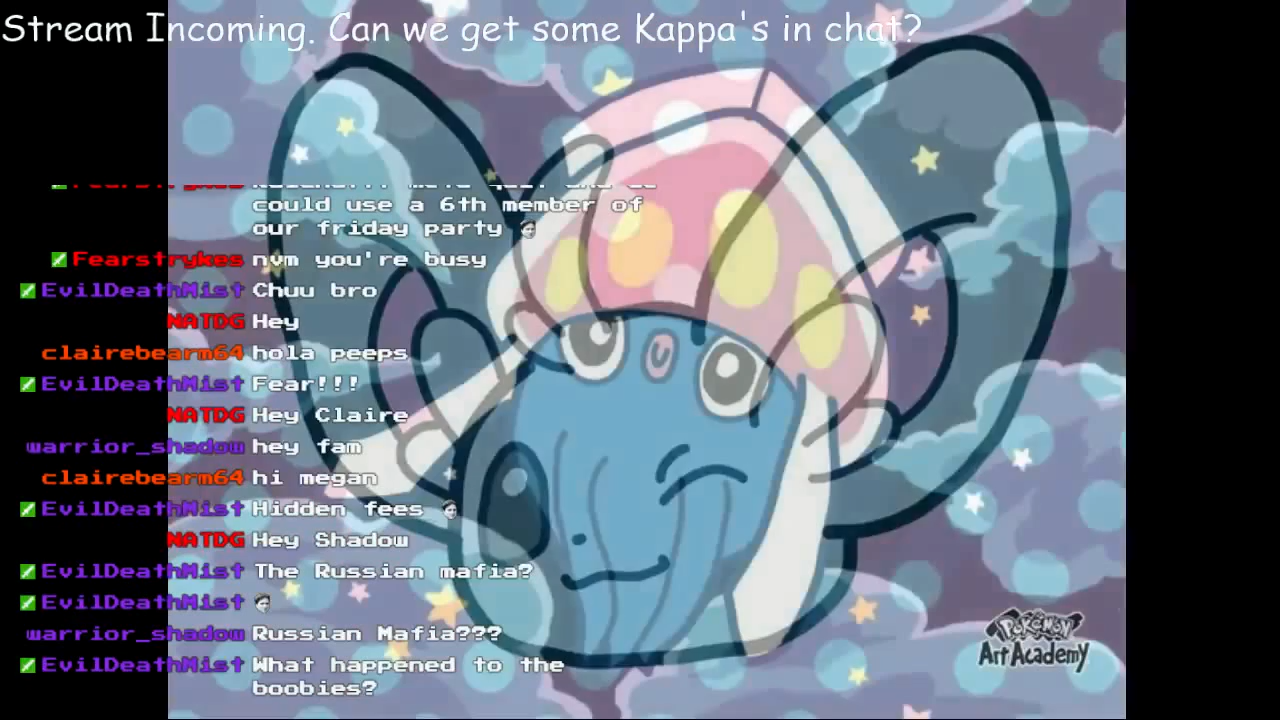 Stream Incoming. Can we get some Kappa's in chat?
Fearstrykes
could use a 6th member of
our friday party
Fearstrykes nvm you're busy
EvilDeathMist Chuu bro
NATDG Hey
clairebearm64 hola peeps
EvilDeathMist Fear!!!
NATDG Hey Claire
warrior_shadow hey fam
clairebearm64 hi megan
EvilDeathMist Hidden fees
NATDG Hey Shadow
EvilDeathMist The Russian mafia?
EvilDeathMist
warrior_shadow Russian Mafia???
EvilDeathMist What happened to the
boobies?
POKéMON
Art Academy